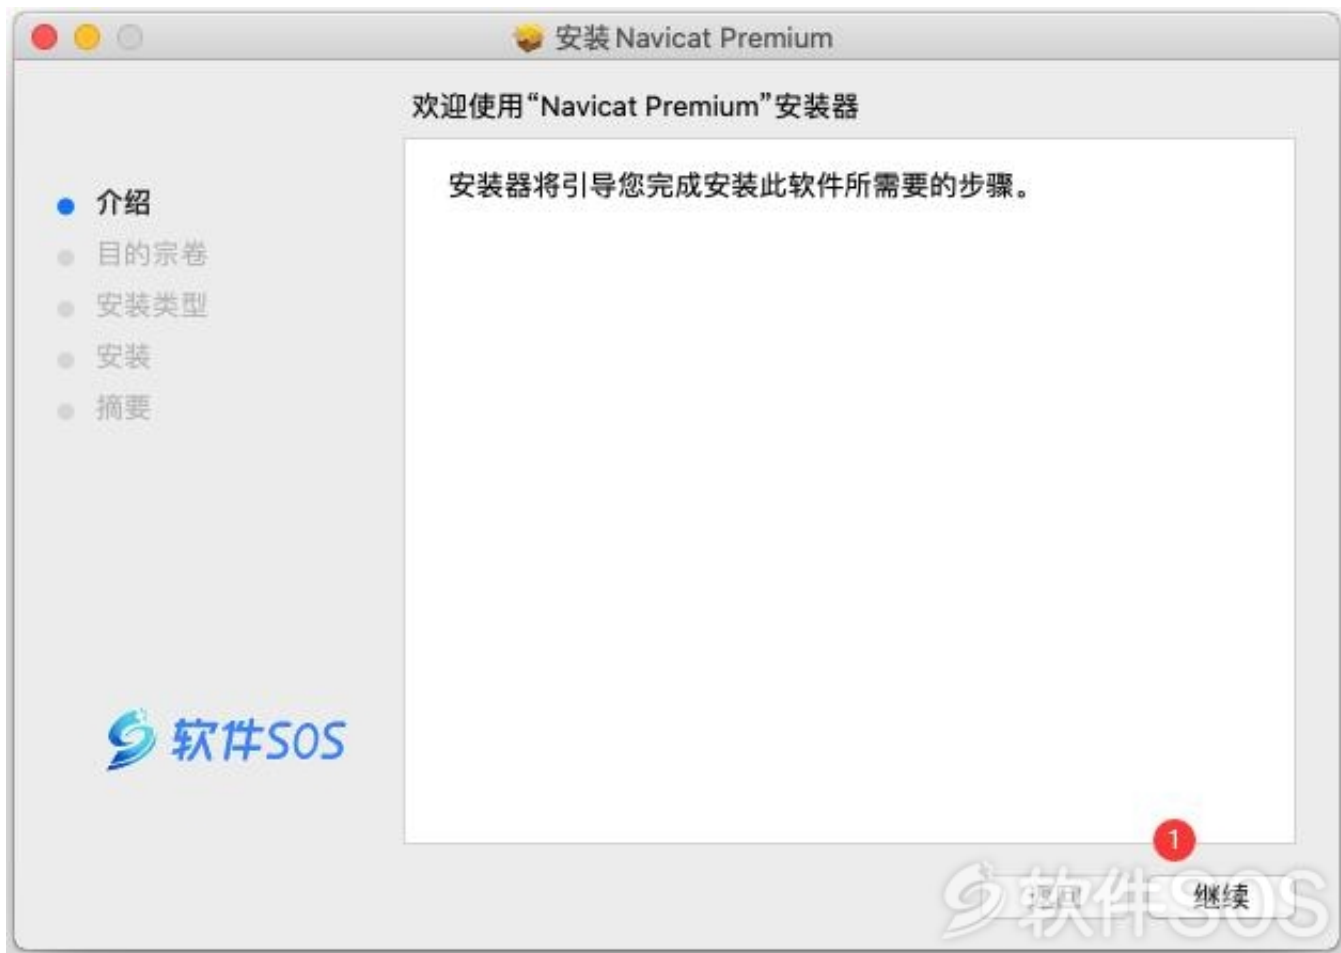 安装 Navicat Premium
欢迎使用“Navicat Premium”安装器
安装器将引导您完成安装此软件所需要的步骤。
介绍
目的宗卷
安装类型
安装
摘要
软件SOS
1
返回
继续
软件SOS